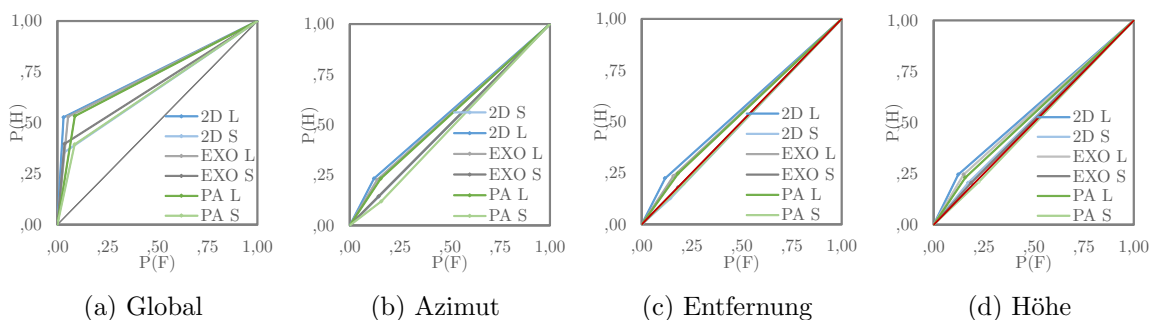 1,00
,75
,50
,25
,00
P(H)
,00 ,25 ,50 ,75 1,00
P(F)
2D L
2D S
EXO L
EXO S
PA L
PA S
(a) Global
1,00
,75
,50
,25
,00
P(H)
,00 ,25 ,50 ,75 1,00
P(F)
2D S
2D L
EXO L
EXO S
PA L
PA S
(b) Azimut
1,00
,75
,50
,25
,00
P(H)
,00 ,25 ,50 ,75 1,00
P(F)
2D L
2D S
EXO L
EXO S
PA L
PA S
(c) Entfernung
1,00
,75
,50
,25
,00
P(H)
,00 ,25 ,50 ,75 1,00
P(F)
2D L
2D S
EXO L
EXO S
PA L
PA S
(d) Höhe